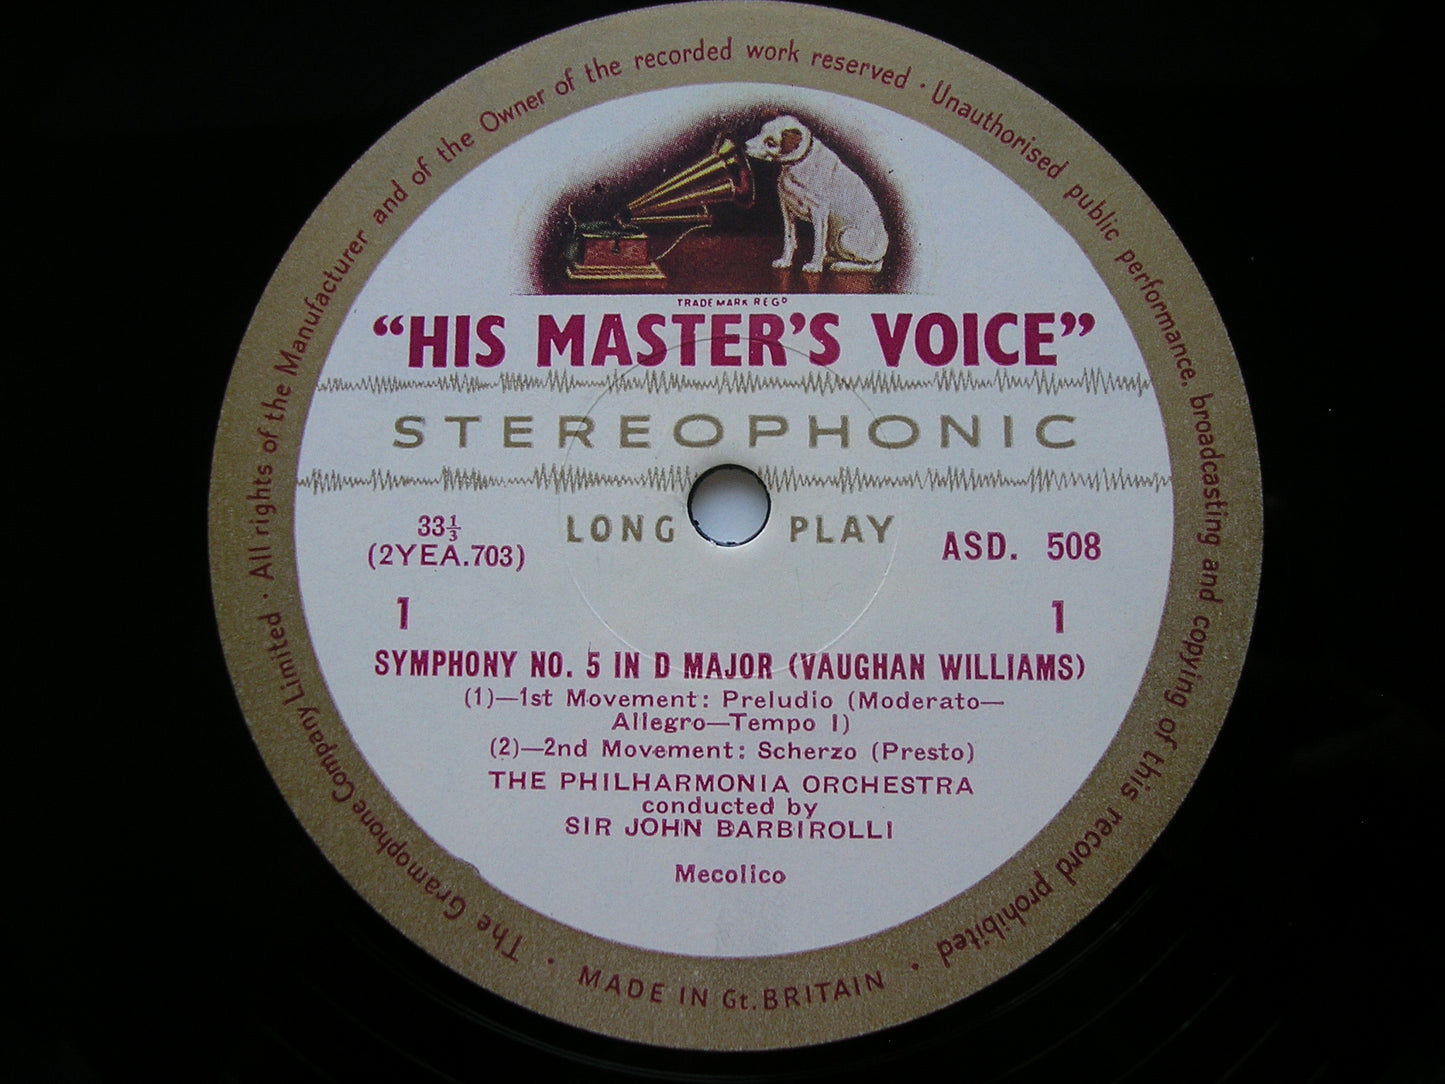 The Gramophone Company Limited · All rights of the Manufacturer and of the Owner of the recorded work reserved · Unauthorised public performance, broadcasting and copying of this record prohibited ·
TRADE MARK REGD
“HIS MASTER’S VOICE”
STEREOPHONIC
LONG PLAY
33⅓
(2YEA.703)
ASD. 508
1 1
SYMPHONY NO. 5 IN D MAJOR (VAUGHAN WILLIAMS)
(1)—1st Movement: Preludio (Moderato—
Allegro—Tempo I)
(2)—2nd Movement: Scherzo (Presto)
THE PHILHARMONIA ORCHESTRA
conducted by
SIR JOHN BARBIROLLI
Mecolico
· MADE IN Gt. BRITAIN